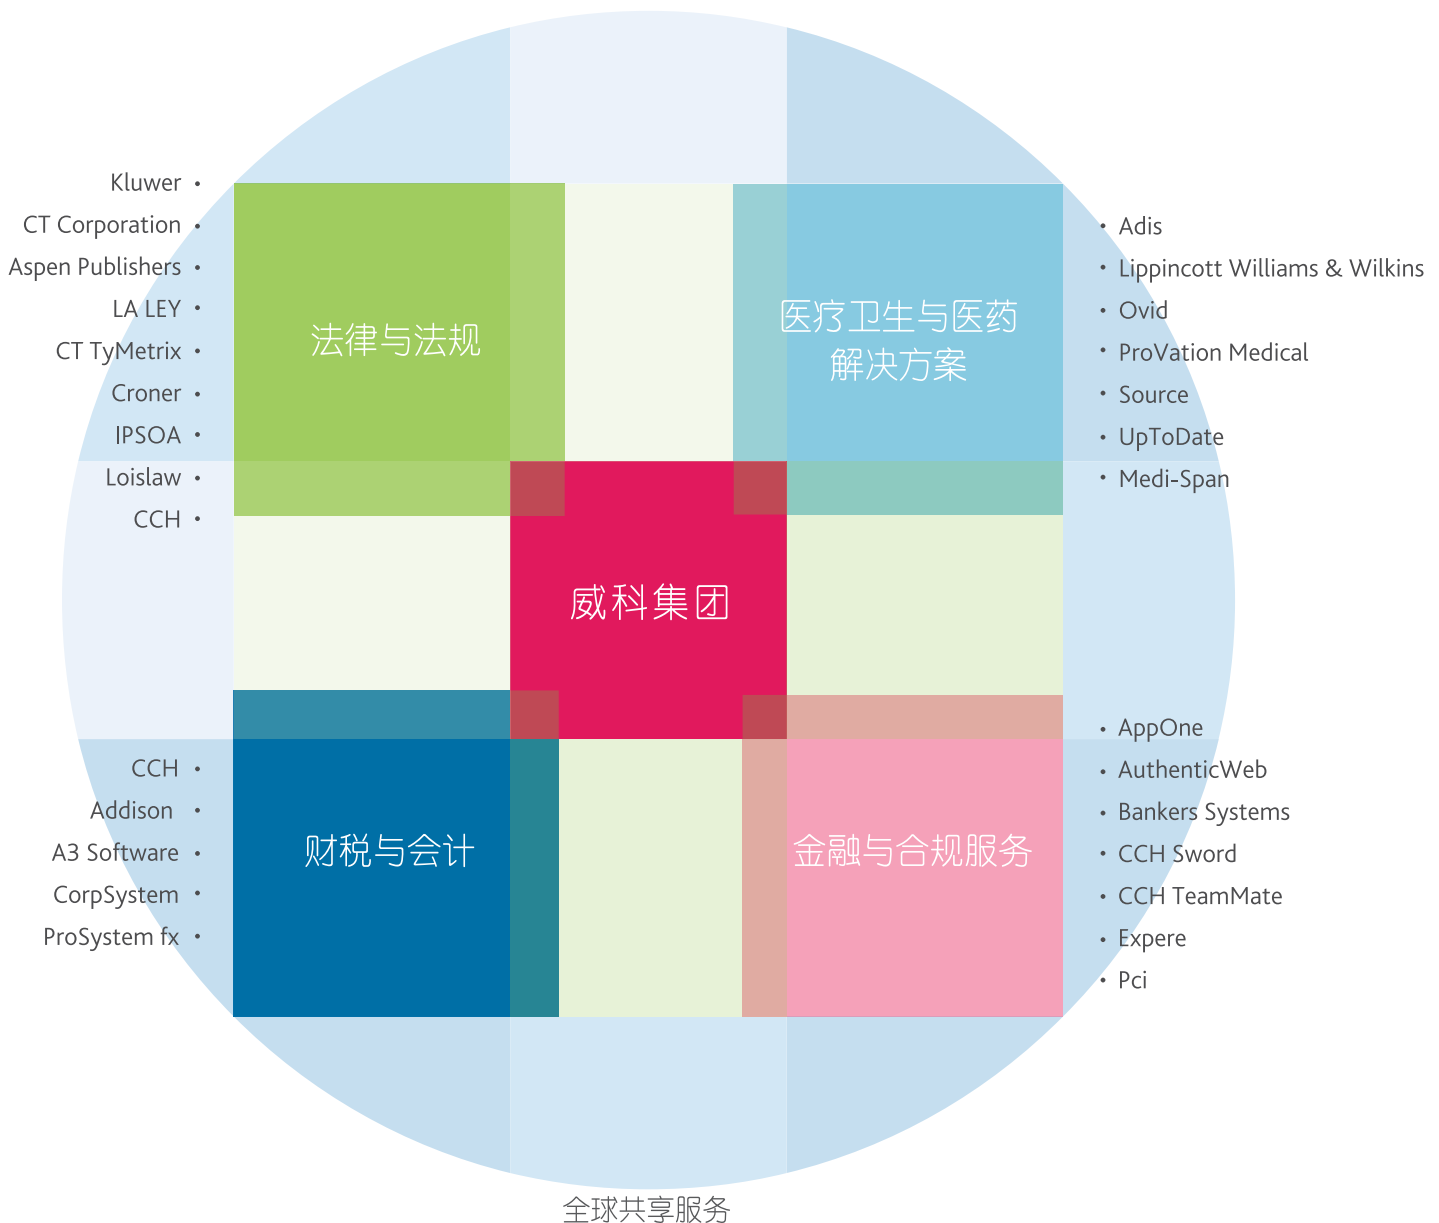 Kluwer
CT Corporation
Aspen Publishers
LA LEY
CT TyMetrix
Croner
IPSOA
Loislaw
CCH
法律与法规
医疗卫生与医药
解决方案
Adis
Lippincott Williams & Wilkins
Ovid
ProVation Medical
Source
UpToDate
Medi-Span
威科集团
CCH
Addison
A3 Software
CorpSystem
ProSystem fx
财税与会计
金融与合规服务
AppOne
AuthenticWeb
Bankers Systems
CCH Sword
CCH TeamMate
Expere
Pci
全球共享服务